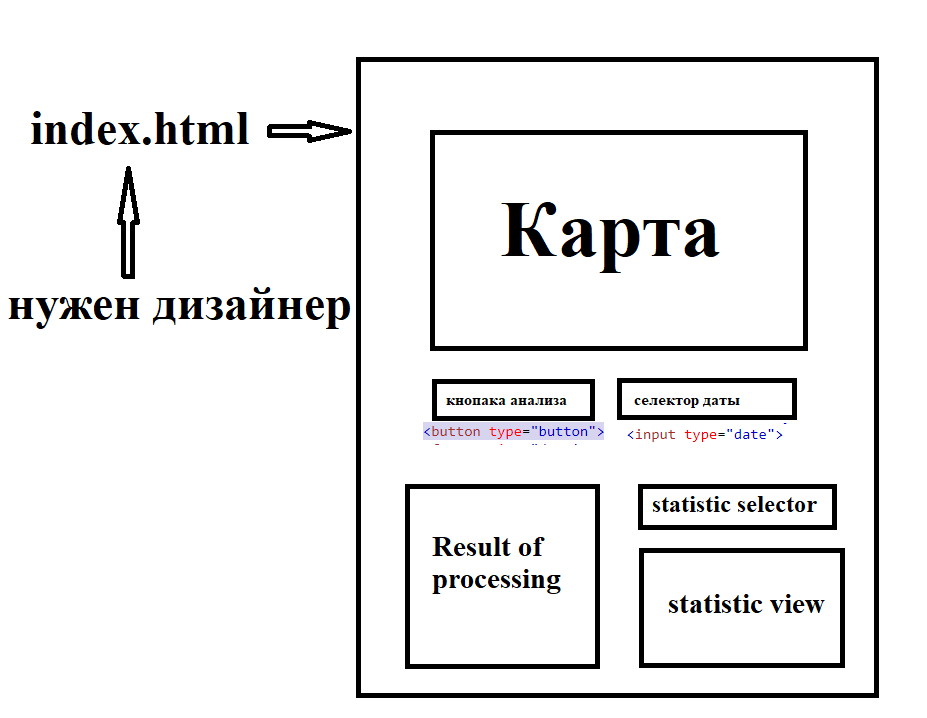 index.html
нужен дизайнер
Карта
кнопака анализа
<button type="button">
селектор даты
<input type="date">
Result of
processing
statistic selector
statistic view